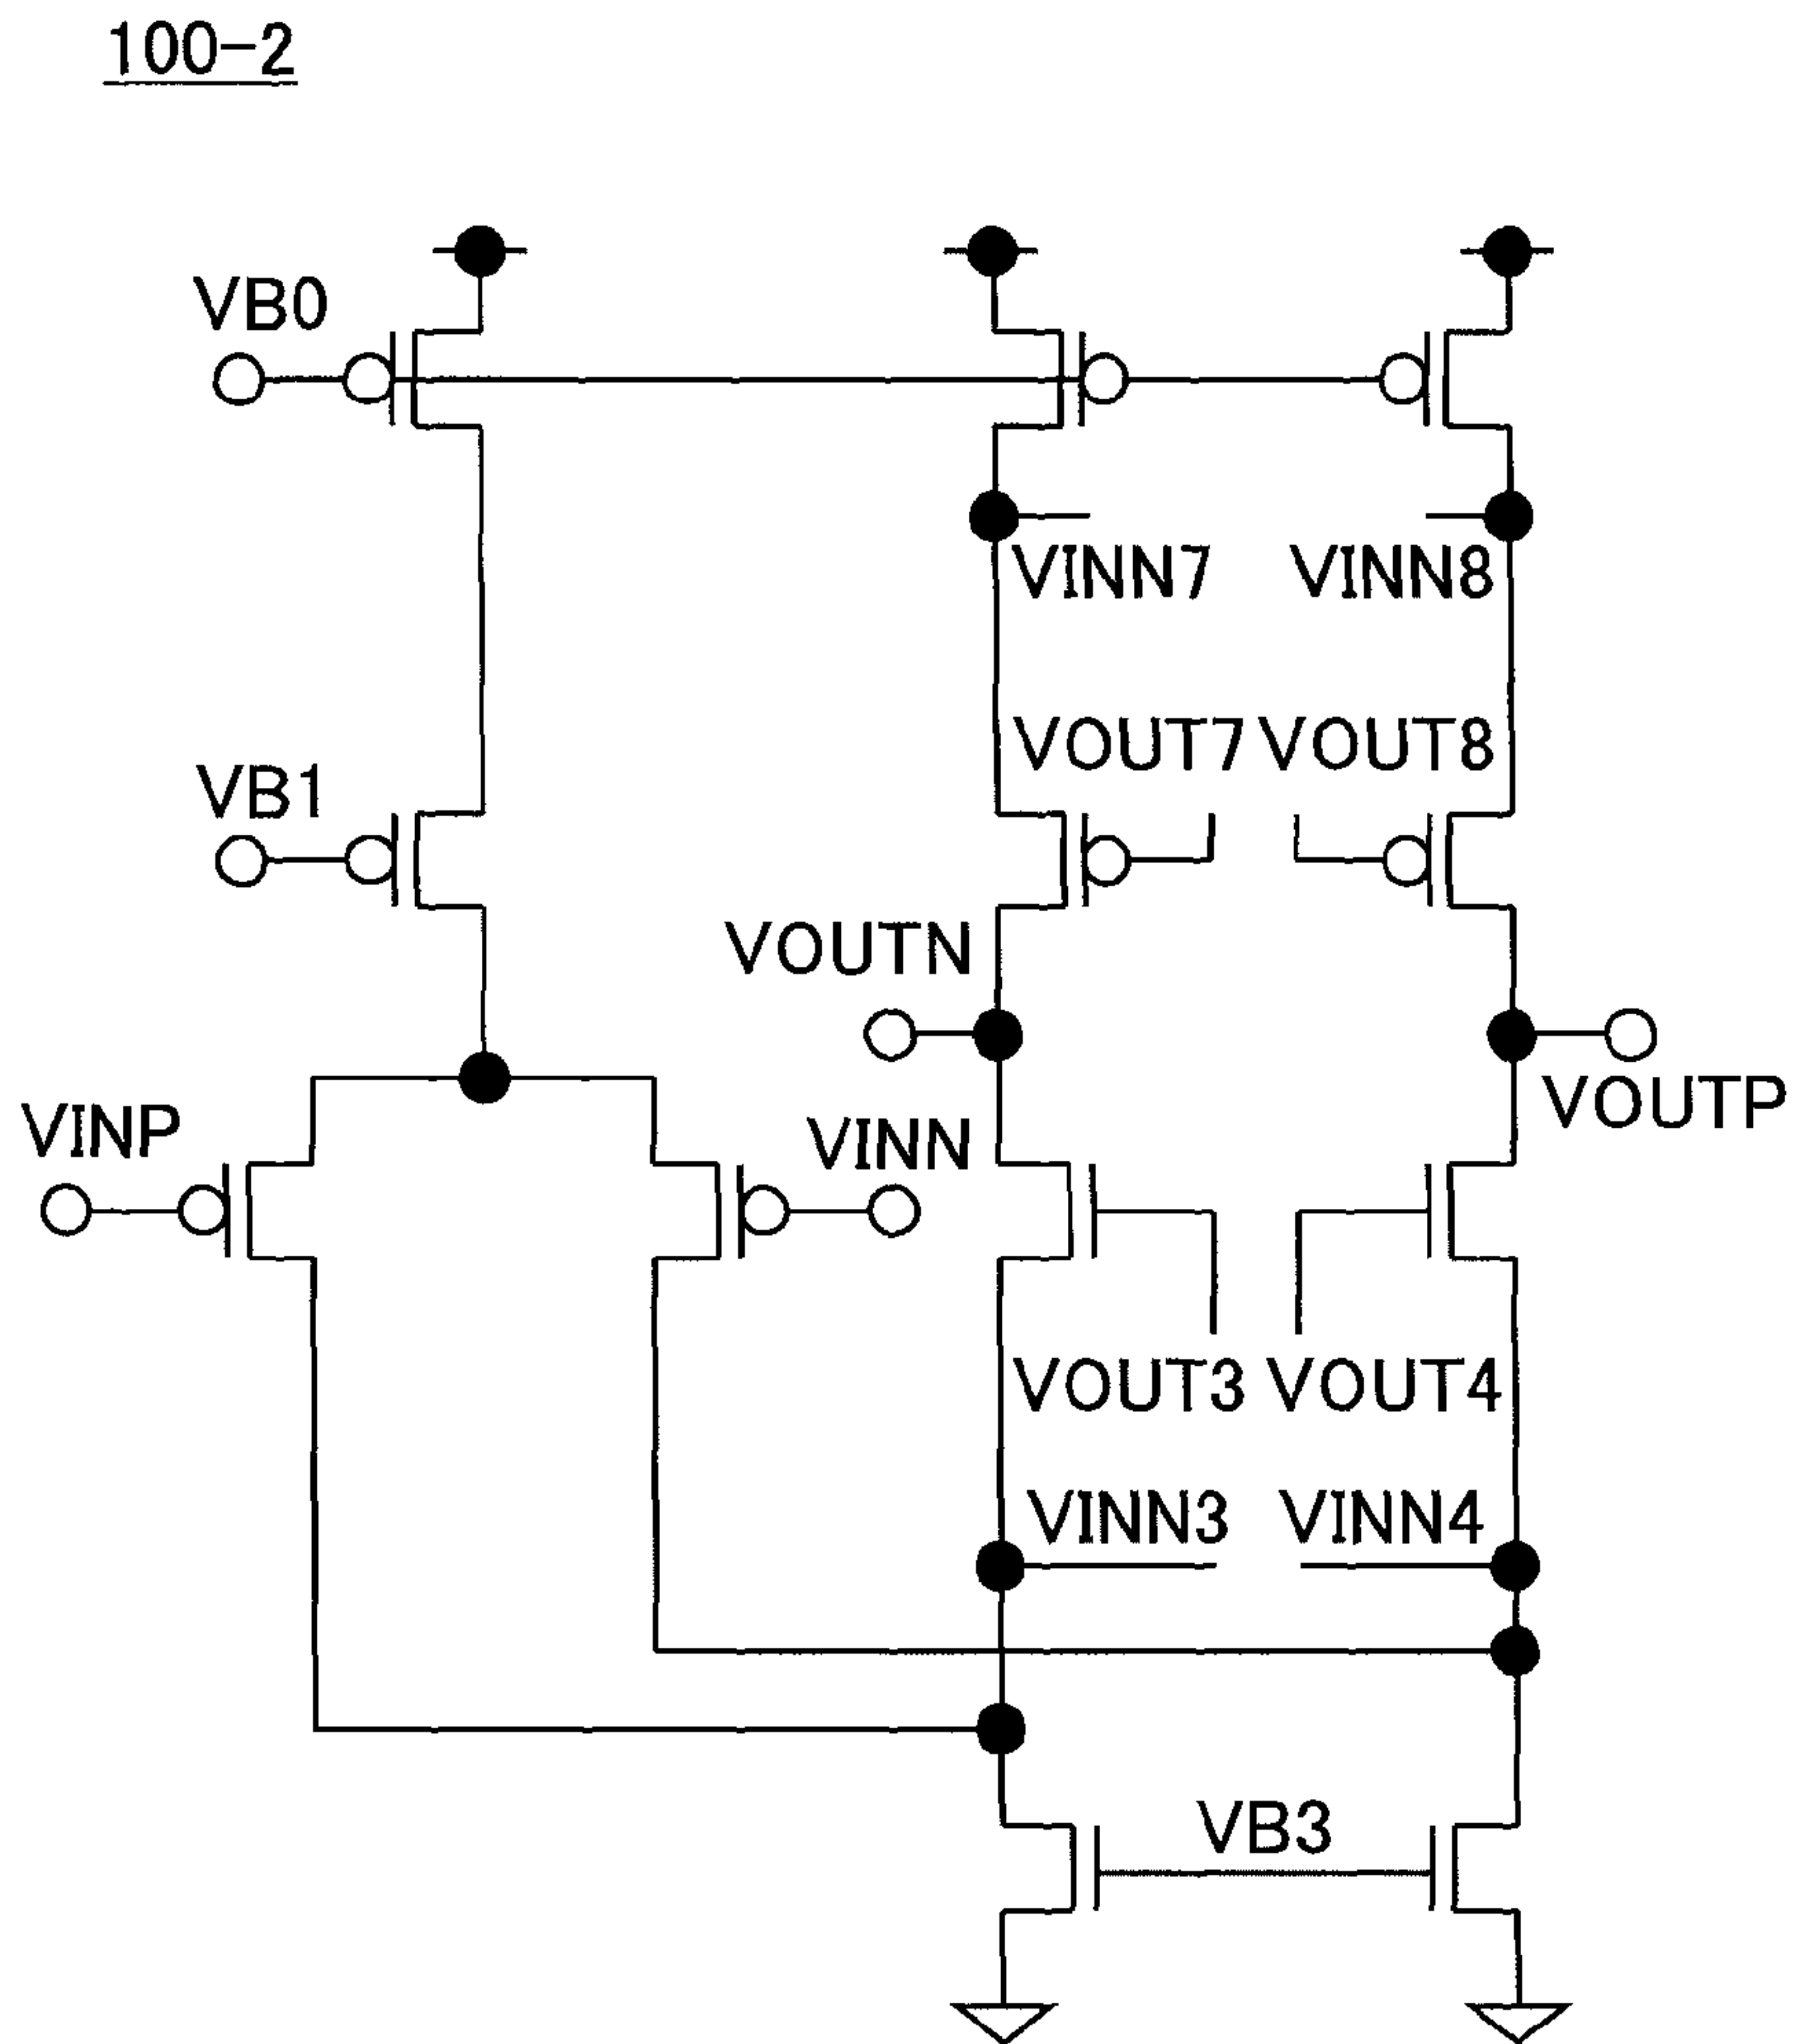 100-2
VB0
VINN7 VINN8
VOUT7 VOUT8
VB1
VOUTN
VOUTP
VINP
VINN
VOUT3 VOUT4
VINN3 VINN4
VB3